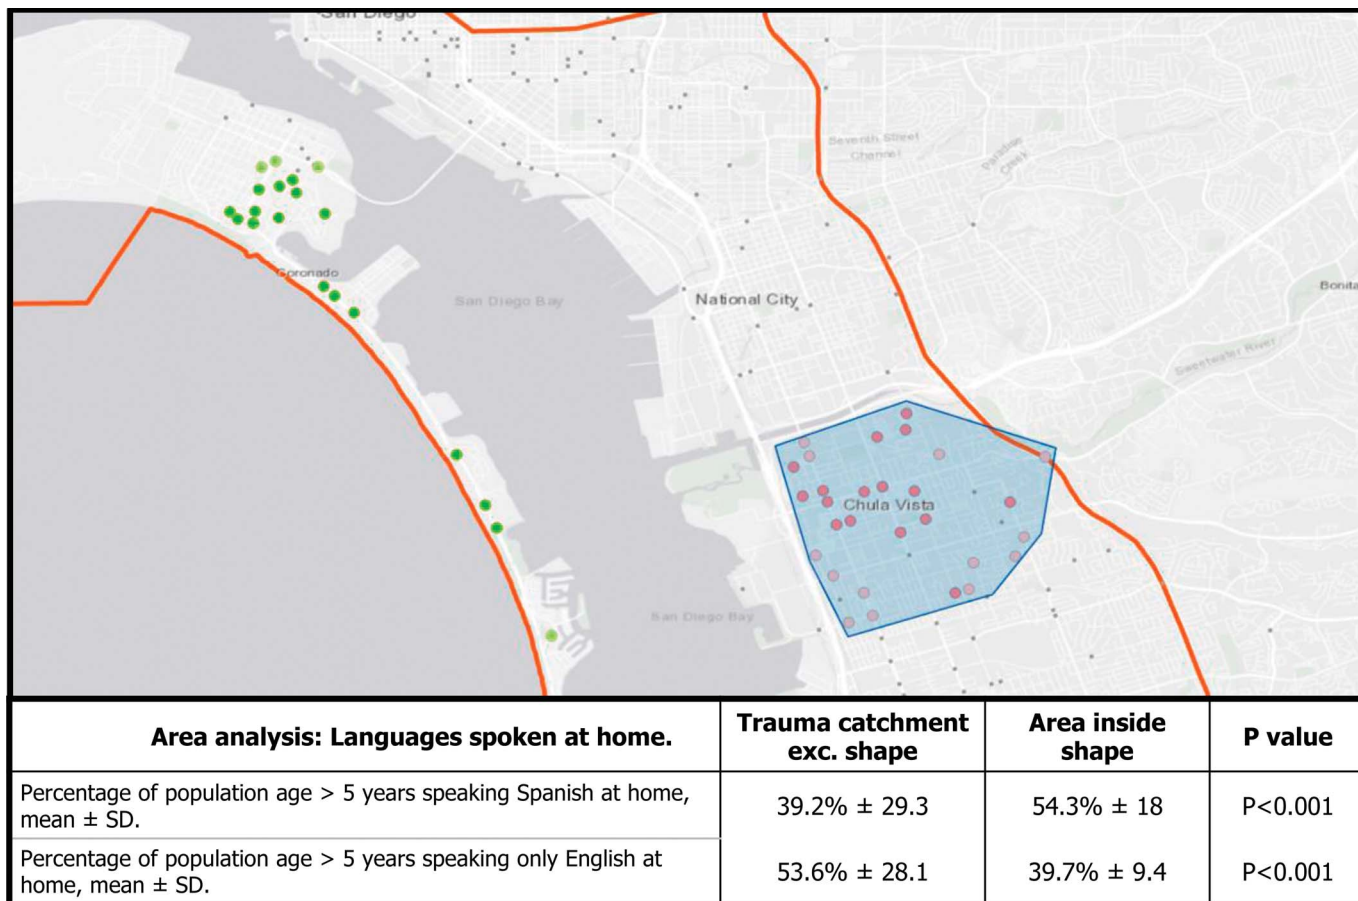 San Diego
Seventh Street
Channel
Paradise
Creek
Coronado
San Diego Bay
National City
Bonita
Sweetwater River
Chula Vista
San Diego Bay
Area analysis: Languages spoken at home.
Trauma catchment
exc. shape
Area inside
shape
P value
Percentage of population age > 5 years speaking Spanish at home,
mean ± SD.
39.2% ± 29.3
54.3% ± 18
P<0.001
Percentage of population age > 5 years speaking only English at
home, mean ± SD.
53.6% ± 28.1
39.7% ± 9.4
P<0.001